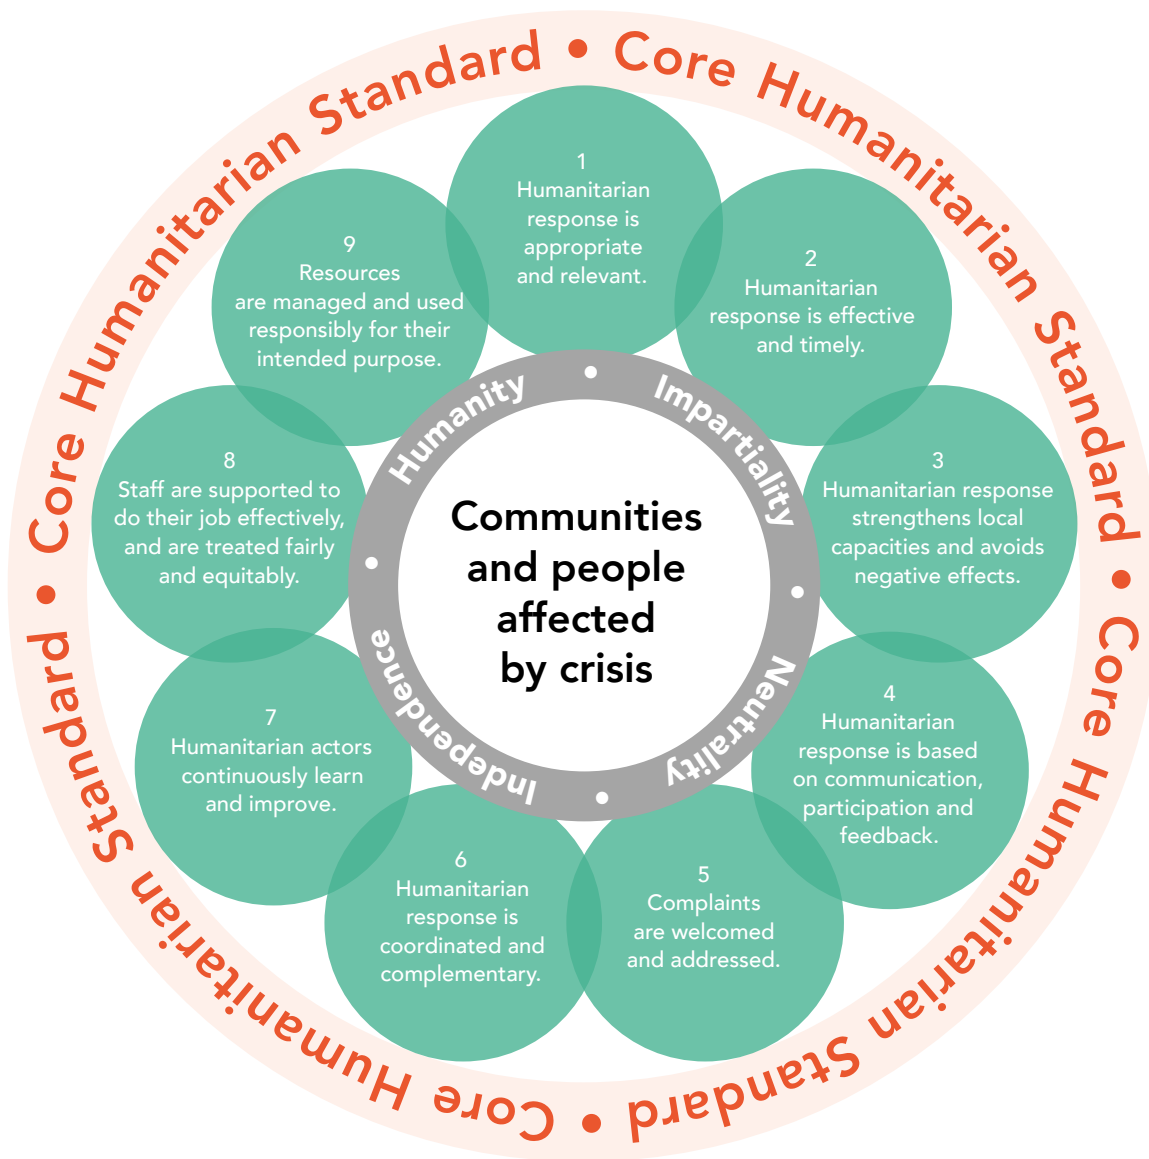 Core Humanitarian Standard • Core Humanitarian Standard • Core Humanitarian Standard • Core Humanitarian Standard •
1
Humanitarian
response is
appropriate
and relevant.
2
Humanitarian
response is effective
and timely.
3
Humanitarian response
strengthens local
capacities and avoids
negative effects.
4
Humanitarian
response is based
on communication,
participation and
feedback.
5
Complaints
are welcomed
and addressed.
6
Humanitarian
response is
coordinated and
complementary.
7
Humanitarian actors
continuously learn
and improve.
8
Staff are supported to
do their job effectively,
and are treated fairly
and equitably.
9
Resources
are managed and used
responsibly for their
intended purpose.
Humanity • Impartiality • Neutrality • Independence •
Communities
and people
affected
by crisis